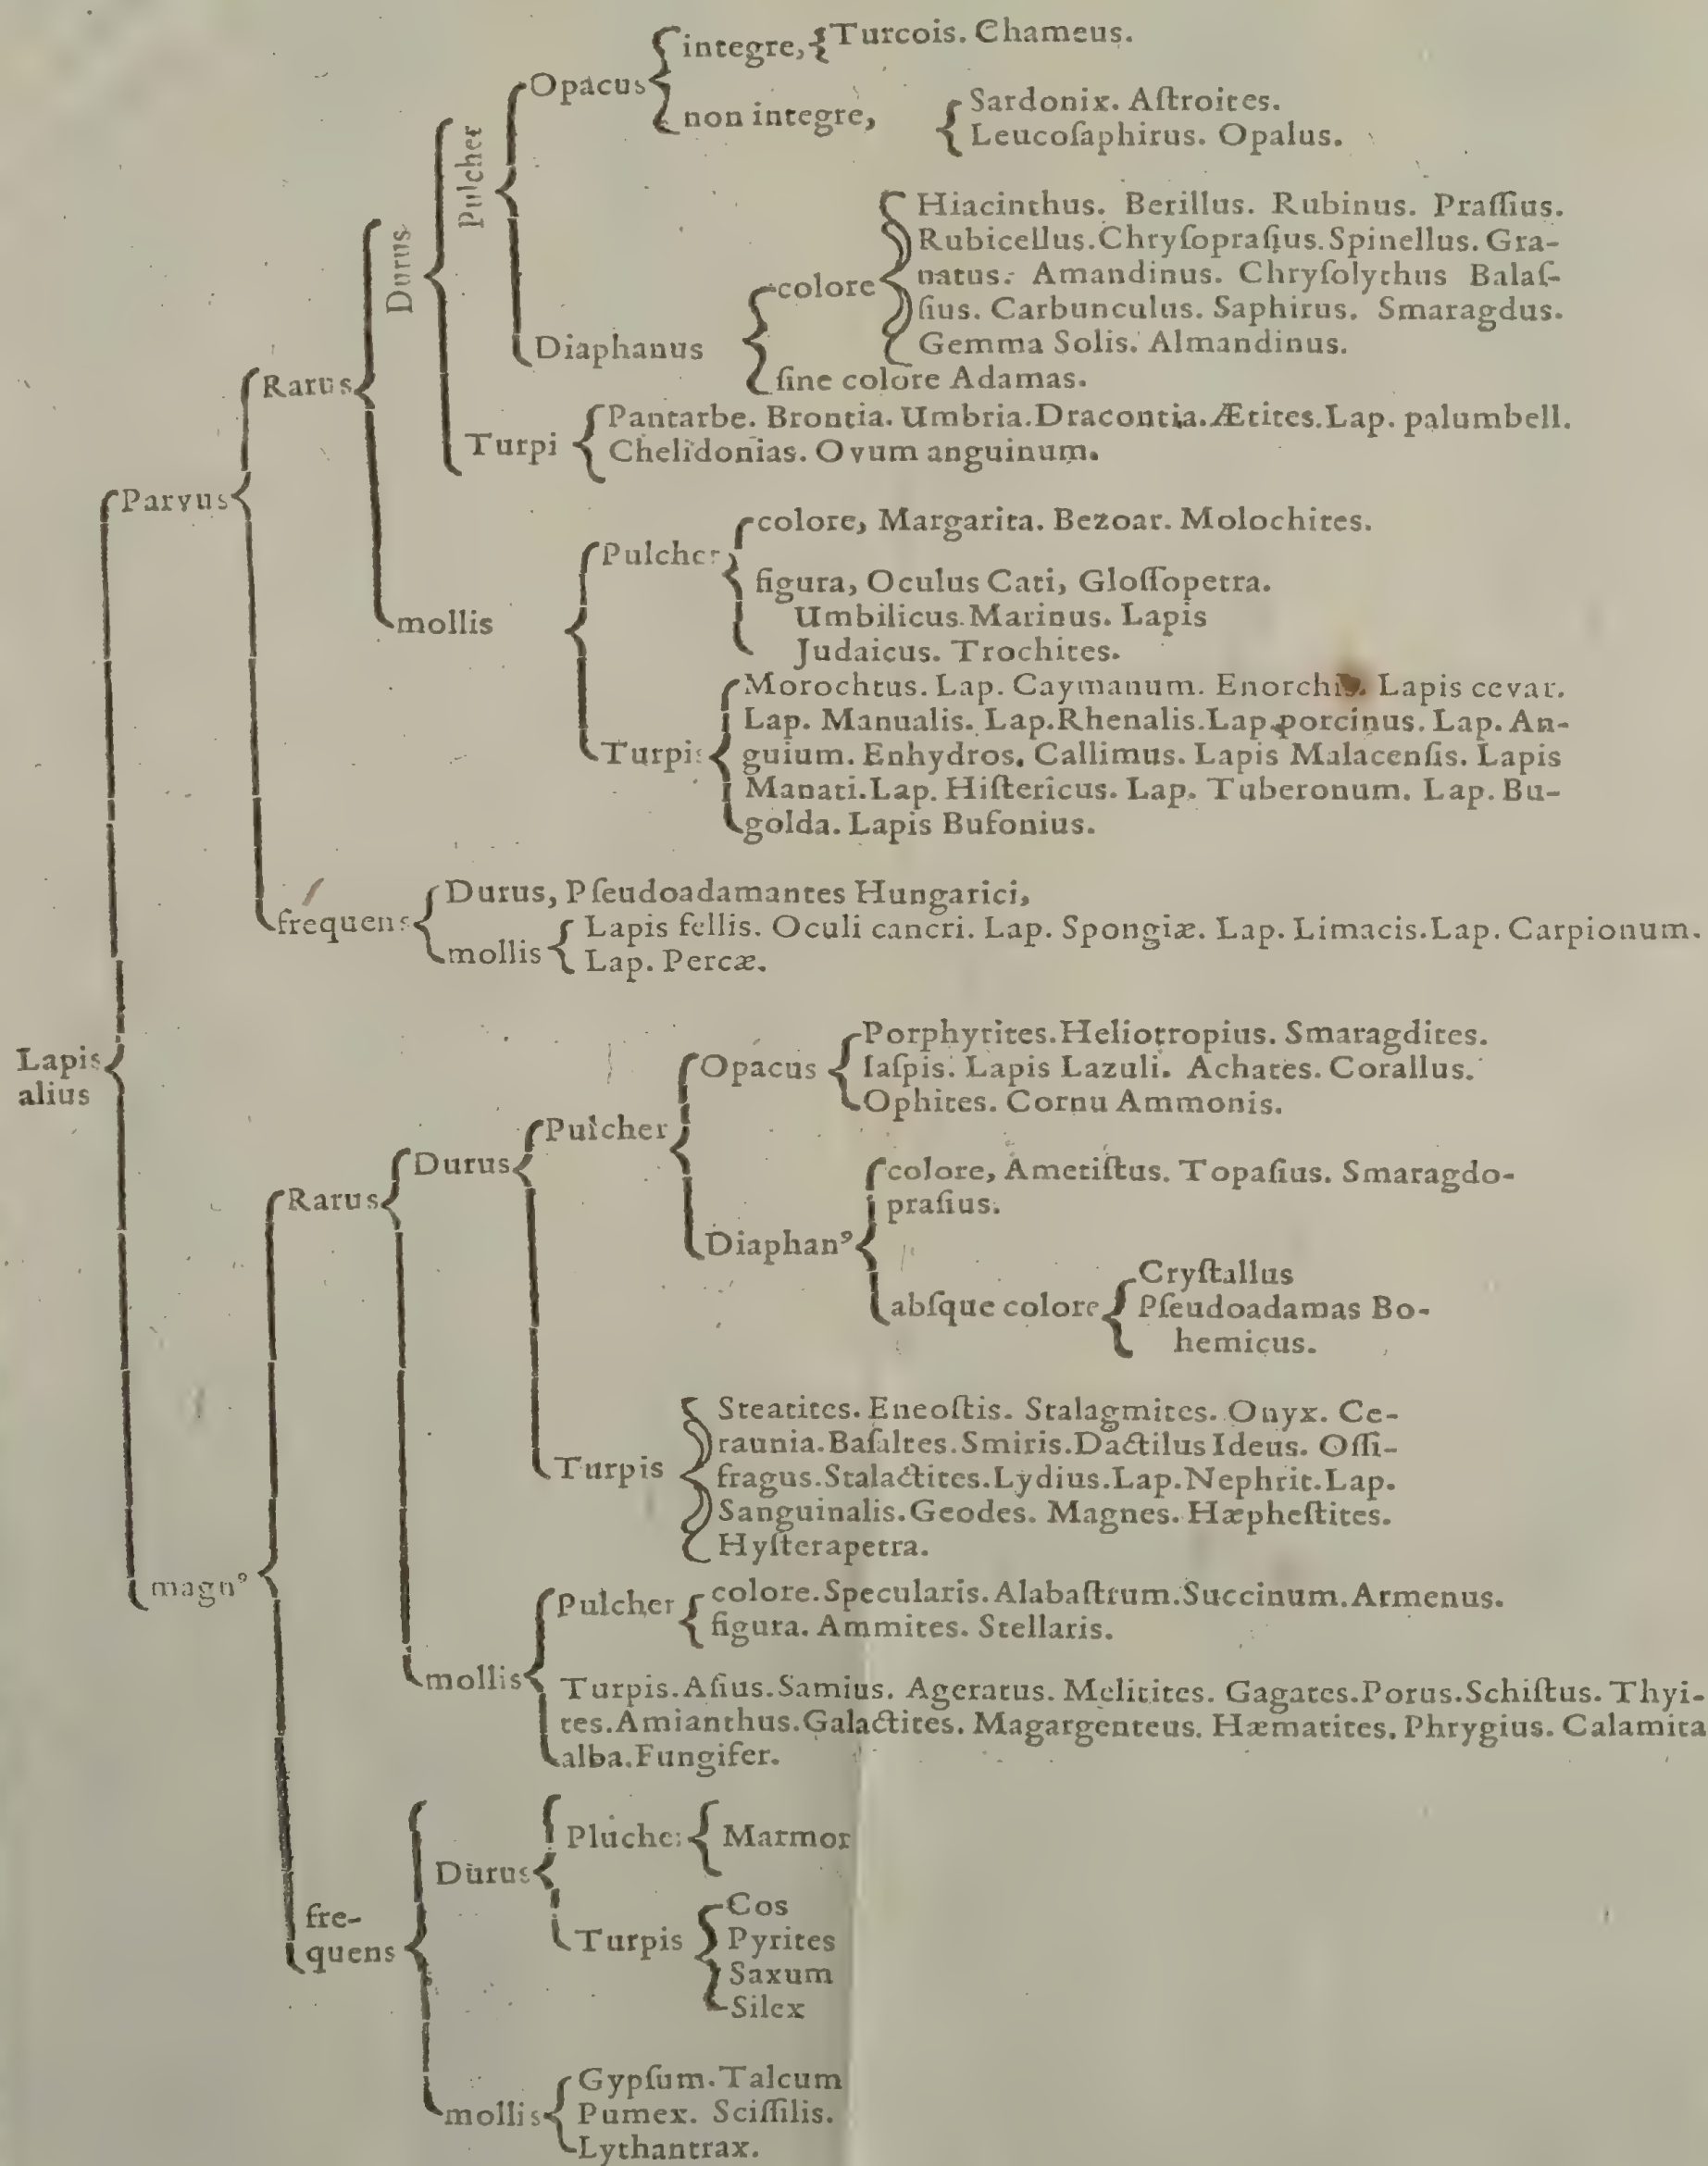 Opacus
integre, Turcois. Chameus.
non integre,
Sardonix. Aſtroites.
Leucoſaphirus. Opalus.
Pulcher
Durus
Hiacinthus. Berillus. Rubinus. Praſſius.
Rubicellus. Chryſopraſius. Spinellus. Gra-
natus. Amandinus. Chryſolythus Balaſ-
ſius. Carbunculus. Saphirus. Smaragdus.
Gemma Solis. Almandinus.
colore
Diaphanus
ſine colore Adamas.
Rarus
Turpi
Pantarbe. Brontia. Umbria. Dracontia. Ætites. Lap. palumbell.
Chelidonias. Ovum anguinum.
Parvus
Pulcher
colore, Margarita. Bezoar. Molochites.
figura, Oculus Cati, Gloſſopetra.
Umbilicus Marinus. Lapis
Judaicus. Trochites.
mollis
Turpis
Morochtus. Lap. Caymanum. Enorchis. Lapis cevar.
Lap. Manualis. Lap. Rhenalis. Lap. porcinus. Lap. An-
guium. Enhydros. Callimus. Lapis Malacenſis. Lapis
Manati. Lap. Hiſtericus. Lap. Tuberonum. Lap. Bu-
golda. Lapis Bufonius.
frequens
Durus, Pſeudoadamantes Hungarici,
mollis
Lapis fellis. Oculi cancri. Lap. Spongiæ. Lap. Limacis. Lap. Carpionum.
Lap. Percæ.
Lapis
alius
Opacus
Porphyrites. Heliotropius. Smaragdites.
Iaſpis. Lapis Lazuli. Achates. Corallus.
Ophites. Cornu Ammonis.
Pulcher
Durus
Rarus
Diaphanꝰ
colore, Ametiſtus. Topaſius. Smaragdo-
praſius.
abſque colore
Cryſtallus
Pſeudoadamas Bo-
hemicus.
Turpis
Steatites. Eneoſtis. Stalagmites. Onyx. Ce-
raunia. Baſaltes. Smiris. Dactilus Ideus. Oſſi-
fragus. Stalactites. Lydius. Lap. Nephrit. Lap.
Sanguinalis. Geodes. Magnes. Hæpheſtites.
Hyſterapetra.
magnꝰ
Pulcher
colore. Specularis. Alabaſtrum. Succinum. Armenus.
figura. Ammites. Stellaris.
mollis
Turpis. Aſius. Samius. Ageratus. Melitites. Gagates. Porus. Schiſtus. Thyi-
tes. Amianthus. Galactites. Magargenteus. Hæmatites. Phrygius. Calamita
alba. Fungifer.
fre-
quens
Durus
Plucher Marmor
Turpis
Cos
Pyrites
Saxum
Silex
mollis
Gypſum. Talcum
Pumex. Sciſſilis.
Lythantrax.